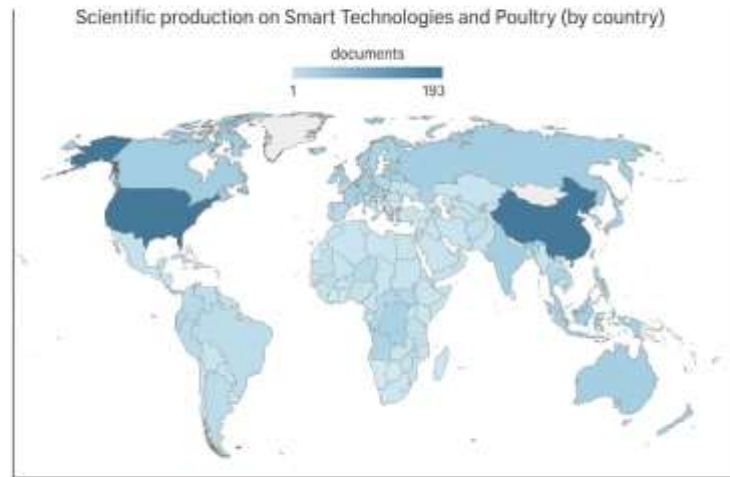 Scientific production on Smart Technologies and Poultry (by country)
documents
1 193